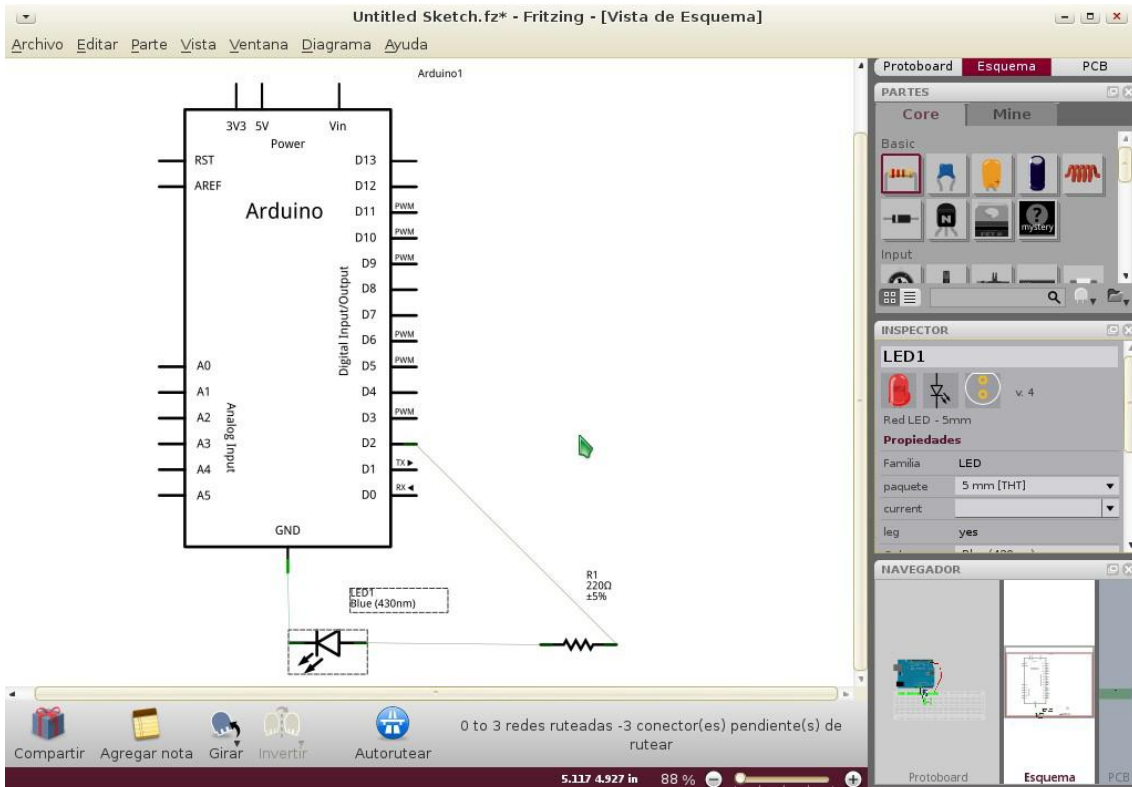 Untitled Sketch.fz* - Fritzing - [Vista de Esquema]
Archivo Editar Parte Vista Ventana Diagrama Ayuda
Arduino1
3V3 5V Vin
Power
RST D13
AREF D12
Arduino D11 PWM
D10 PWM
D9 PWM
D8
D7
D6 PWM
A0 D5 PWM
A1 D4
A2 D3 PWM
A3 D2
A4 D1 TX
A5 D0 RX
Digital Input/Output
Analog Input
GND
LED1
Blue (430nm)
R1
220Ω
±5%
Protoboard Esquema PCB
PARTES
Core Mine
Basic
N
mystery
Input
INSPECTOR
LED1
v. 4
Red LED - 5mm
Propiedades
Familia LED
paquete 5 mm [THT]
current
leg yes
NAVEGADOR
Protoboard Esquema PCB
Compartir Agregar nota Girar Invertir Autorutear
0 to 3 redes ruteadas -3 conector(es) pendiente(s) de
rutear
5.117 4.927 in 88 %